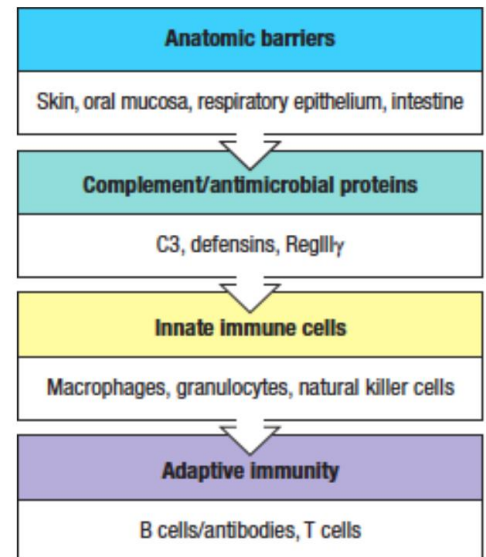 Anatomic barriers
Skin, oral mucosa, respiratory epithelium, intestine
Complement/antimicrobial proteins
C3, defensins, RegIIIγ
Innate immune cells
Macrophages, granulocytes, natural killer cells
Adaptive immunity
B cells/antibodies, T cells